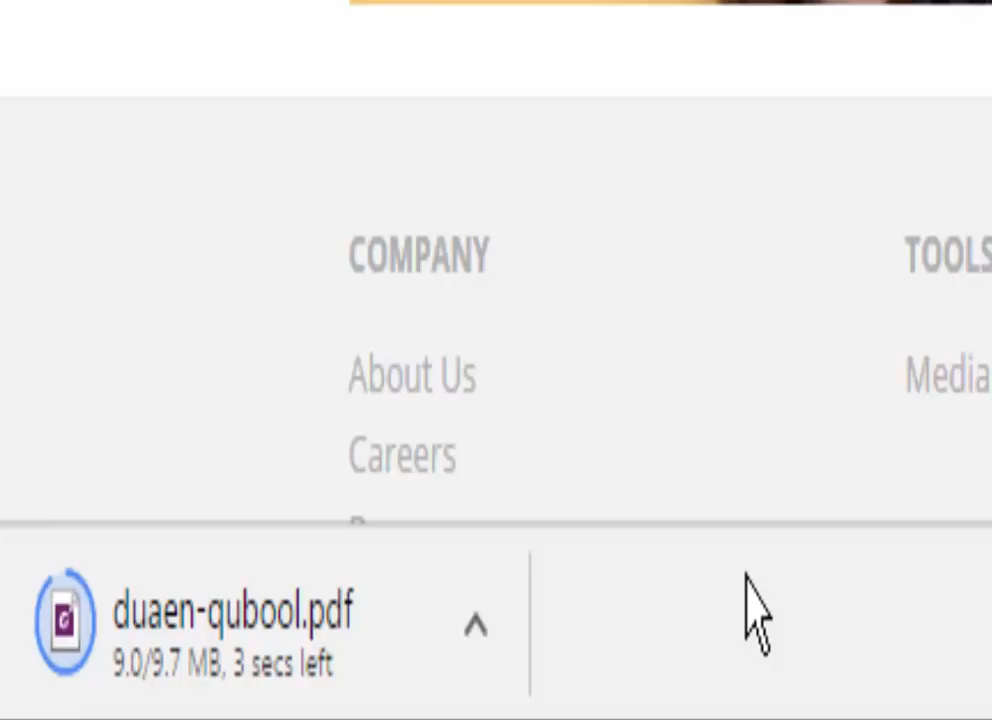 COMPANY
TOOLS
About Us
Media
Careers
duaen-qubool.pdf
9.0/9.7 MB, 3 secs left